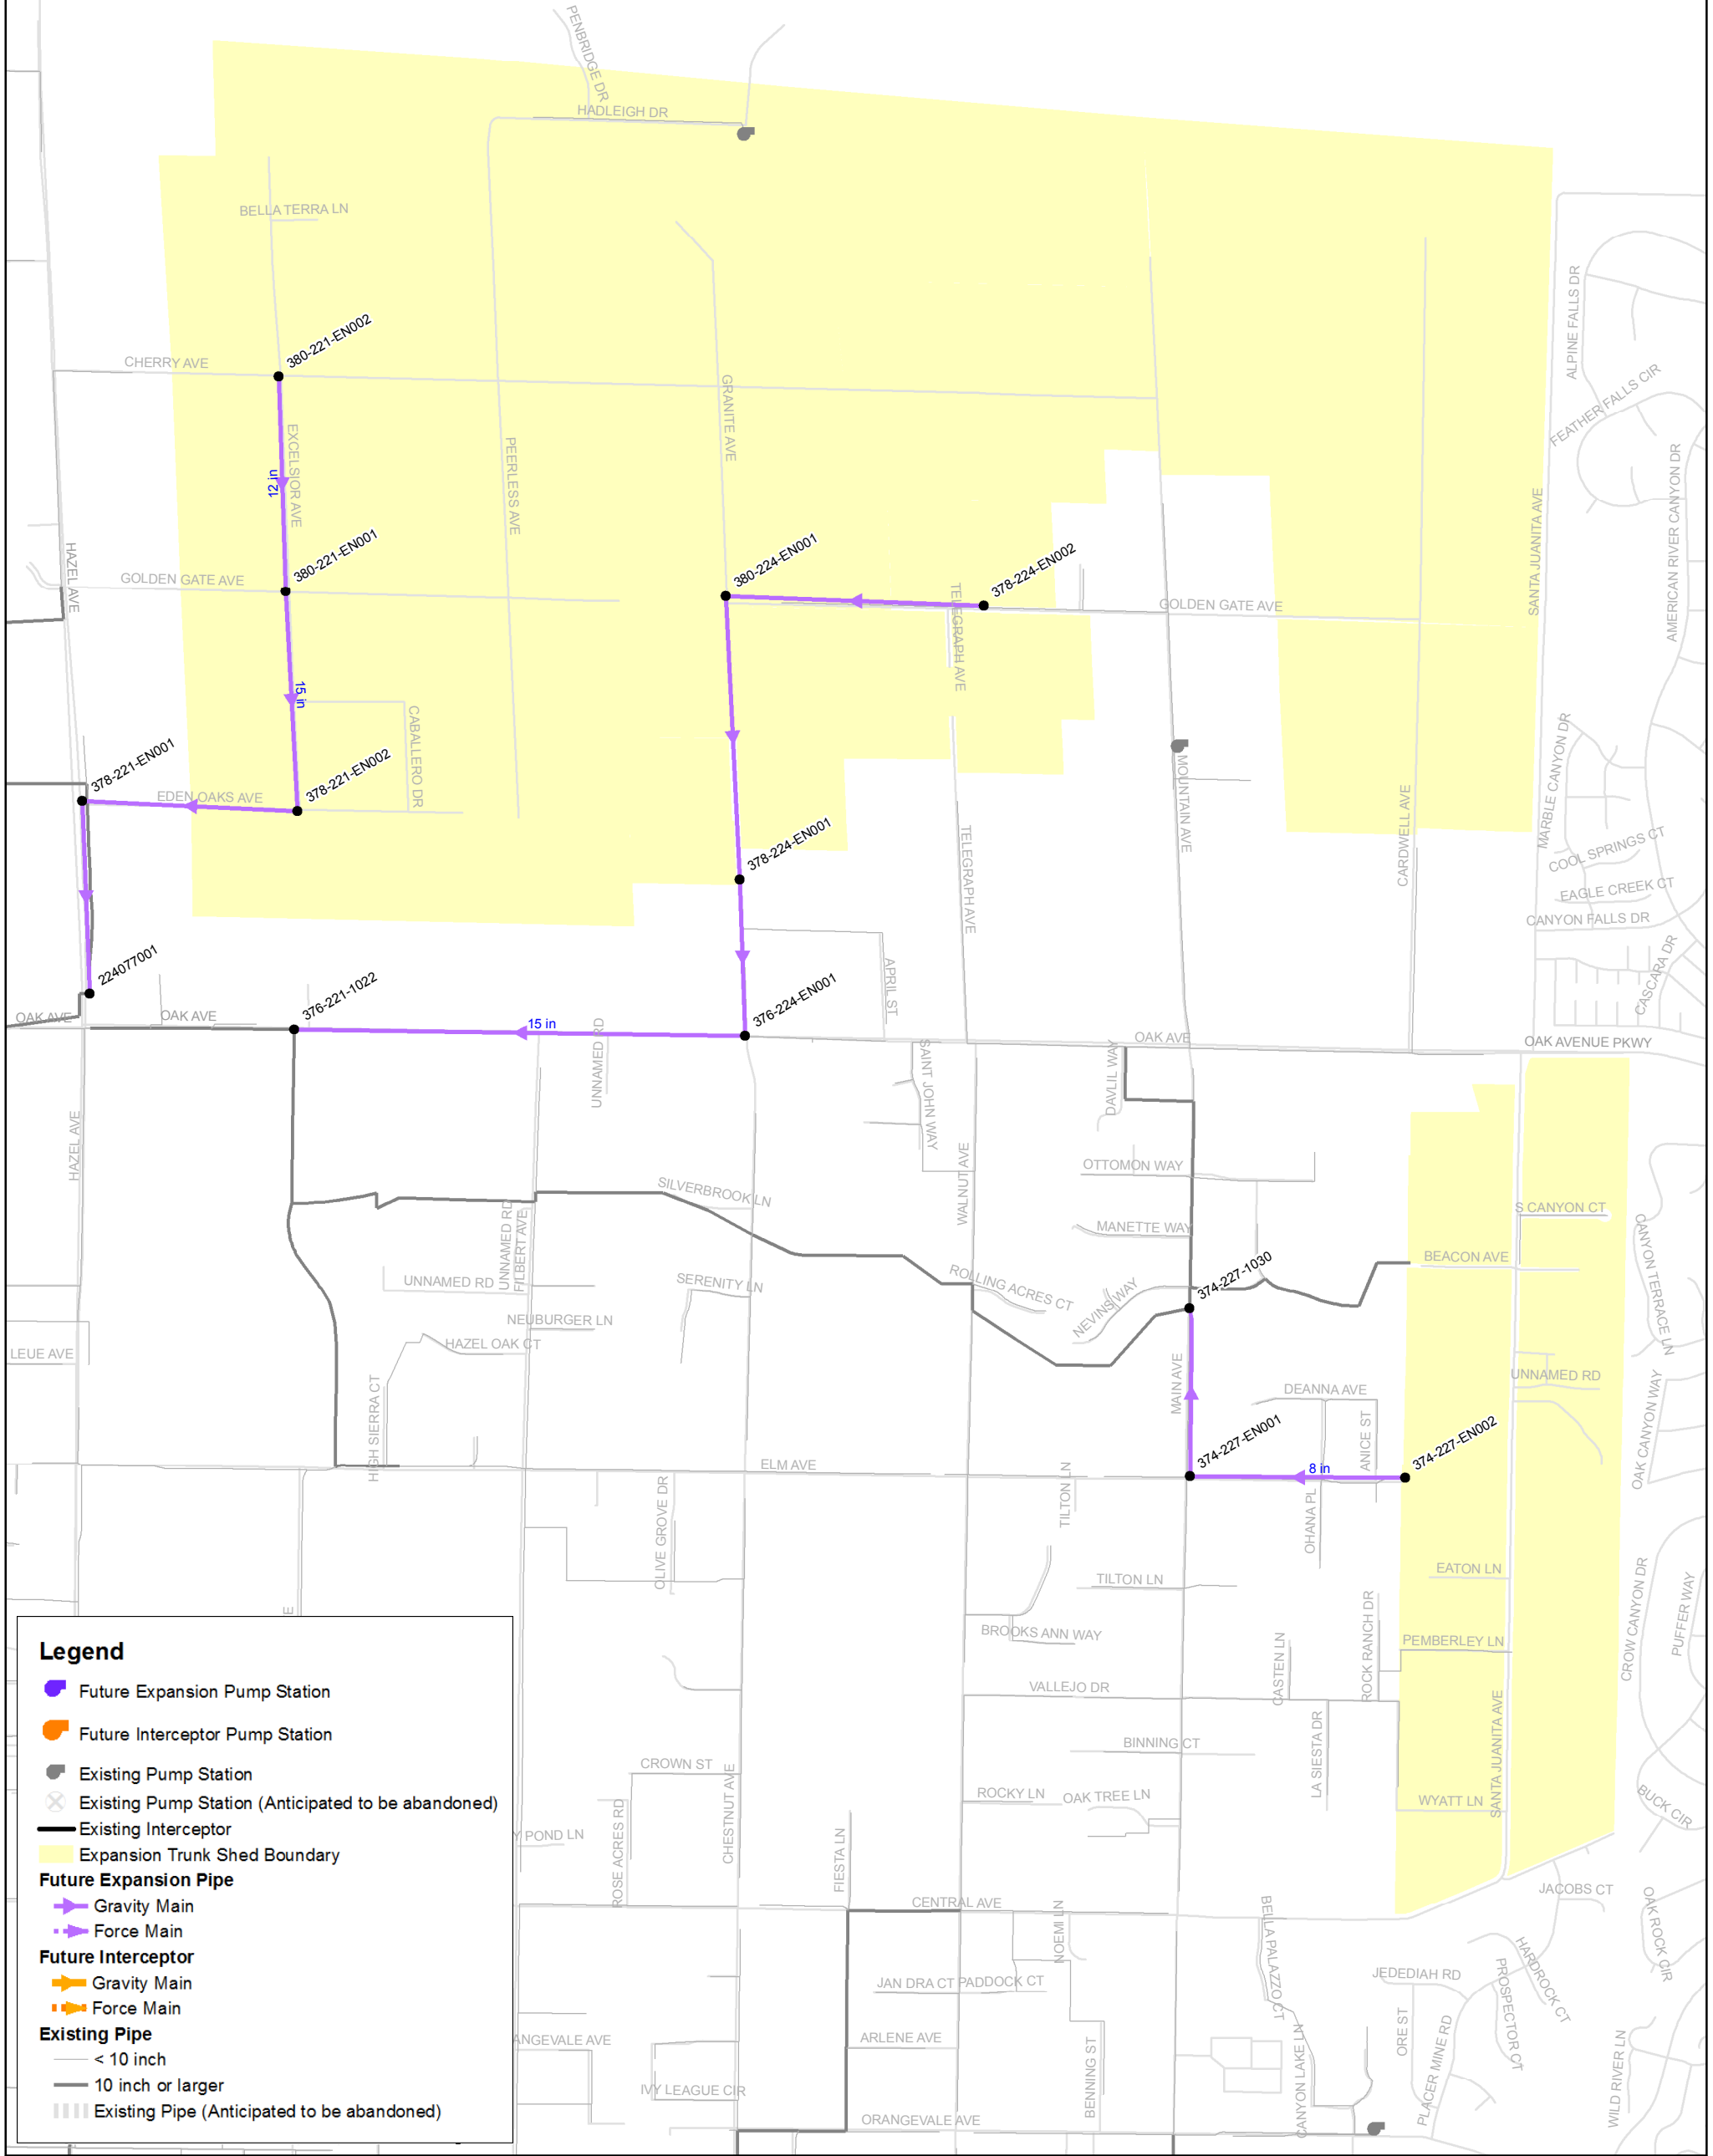 PENBRIDGE DR
HADLEIGH DR
BELLA TERRA LN
ALPINE FALLS DR
380-221-EN002
CHERRY AVE
FEATHER FALLS CIR
GRANITE AVE
EXCELSIOR AVE
PEERLESS AVE
12 in
AMERICAN RIVER CANYON DR
SANTA JUANITA AVE
380-221-EN001
380-224-EN001
378-224-EN002
HAZEL AVE
GOLDEN GATE AVE
GOLDEN GATE AVE
TELEGRAPH AVE
15 in
CABALLERO DR
378-221-EN001
378-221-EN002
EDEN OAKS AVE
MOUNTAIN AVE
MARBLE CANYON DR
CARDWELL AVE
378-224-EN001
TELEGRAPH AVE
COOL SPRINGS CT
EAGLE CREEK CT
CANYON FALLS DR
224077001
376-221-1022
APRIL ST
376-224-EN001
CASCARA DR
OAK AVE
OAK AVE
15 in
UNNAMED RD
OAK AVE
OAK AVENUE PKWY
SAINT JOHN WAY
DAVLIL WAY
HAZEL AVE
WALNUT AVE
OTTOMON WAY
SILVERBROOK LN
S CANYON CT
MANETTE WAY
CANYON TERRACE LN
UNNAMED RD
FILBERT AVE
BEACON AVE
374-227-1030
UNNAMED RD
SERENITY LN
ROLLING ACRES CT
NEVINS WAY
NEUBURGER LN
HAZEL OAK CT
LEUE AVE
MAIN AVE
DEANNA AVE
UNNAMED RD
OAK CANYON WAY
HIGH SIERRA CT
374-227-EN001
ANICE ST
374-227-EN002
ELM AVE
8 in
OLIVE GROVE DR
TILTON LN
OHANA PL
TILTON LN
EATON LN
CROW CANYON DR
PUFFER WAY
E
BROOKS ANN WAY
CASTEN LN
ROCK RANCH DR
PEMBERLEY LN
VALLEJO DR
LA SIESTA DR
SANTA JUANITA AVE
BINNING CT
CROWN ST
CHESTNUT AVE
ROCKY LN
OAK TREE LN
WYATT LN
BUCK CIR
Y POND LN
ROSE ACRES RD
FIESTA LN
CENTRAL AVE
NOEMI LN
BELLA PALAZZO CT
JACOBS CT
OAK ROCK CIR
HARDROCK CT
JAN DRA CT
PADDOCK CT
JEDEDIAH RD
PROSPECTOR CT
ORE ST
PLACER MINE RD
ANGEVALE AVE
ARLENE AVE
BENNING ST
CANYON LAKE LN
WILD RIVER LN
IVY LEAGUE CIR
ORANGEVALE AVE
Legend
Future Expansion Pump Station
Future Interceptor Pump Station
Existing Pump Station
Existing Pump Station (Anticipated to be abandoned)
Existing Interceptor
Expansion Trunk Shed Boundary
Future Expansion Pipe
Gravity Main
Force Main
Future Interceptor
Gravity Main
Force Main
Existing Pipe
< 10 inch
10 inch or larger
Existing Pipe (Anticipated to be abandoned)